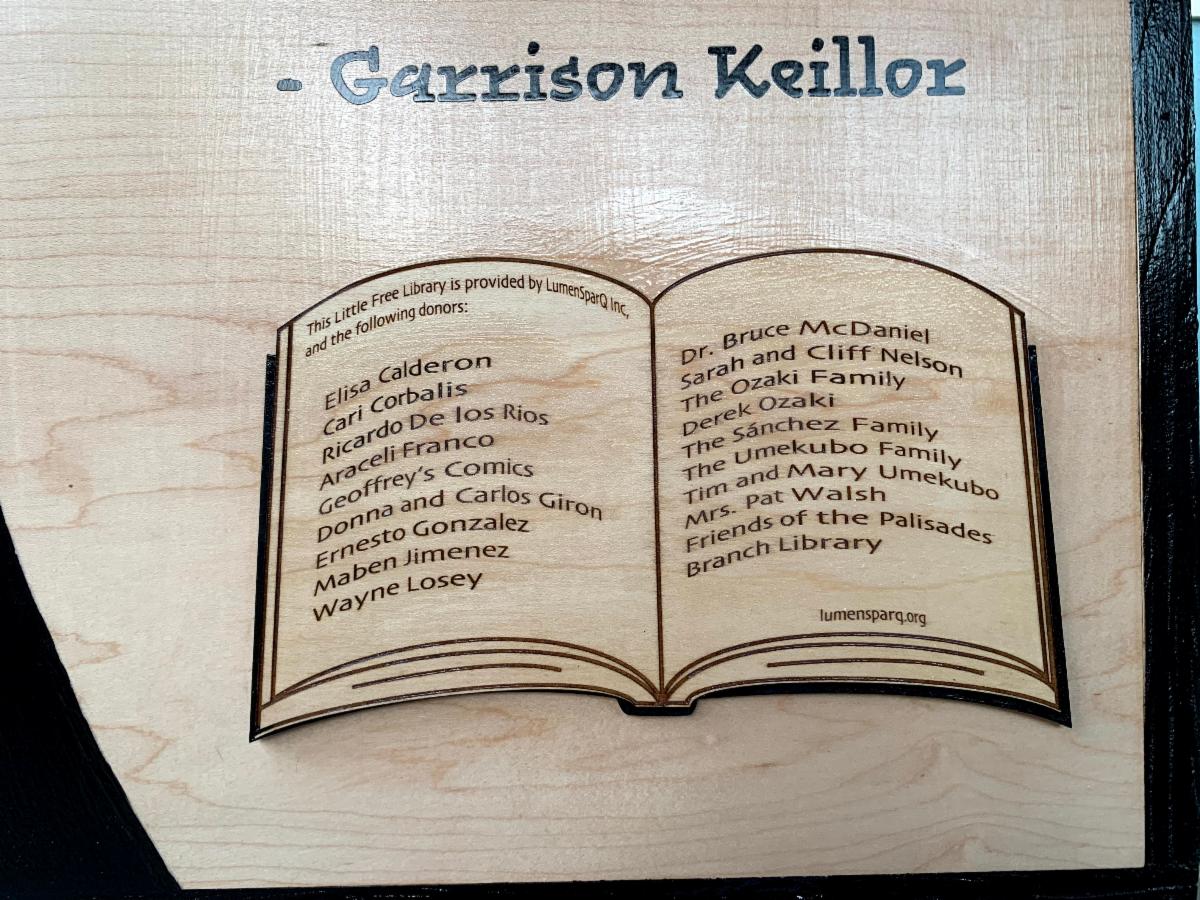 - Garrison Keillor
This Little Free Library is provided by LumenSparQ Inc,
and the following donors:
Elisa Calderon
Cari Corbalis
Ricardo De los Rios
Araceli Franco
Geoffrey's Comics
Donna and Carlos Giron
Ernesto Gonzalez
Maben Jimenez
Wayne Losey
Dr. Bruce McDaniel
Sarah and Cliff Nelson
The Ozaki Family
Derek Ozaki
The Sánchez Family
The Umekubo Family
Tim and Mary Umekubo
Mrs. Pat Walsh
Friends of the Palisades
Branch Library
lumensparq.org